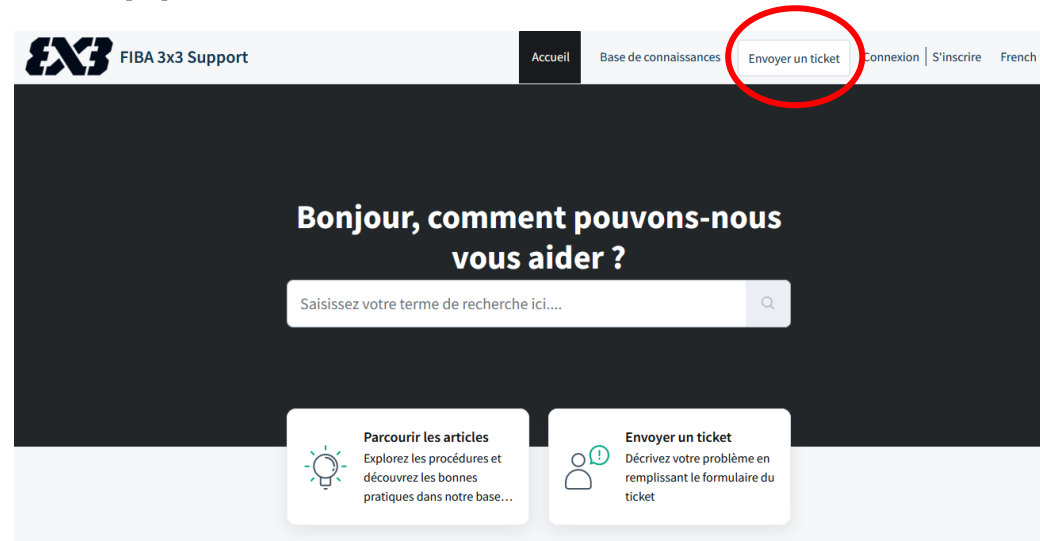 3X3 FIBA 3x3 Support
Accueil Base de connaissances Envoyer un ticket Connexion S'inscrire French
Bonjour, comment pouvons-nous
vous aider ?
Saisissez votre terme de recherche ici....
Parcourir les articles
Explorez les procédures et
découvrez les bonnes
pratiques dans notre base…
Envoyer un ticket
Décrivez votre problème en
remplissant le formulaire du
ticket